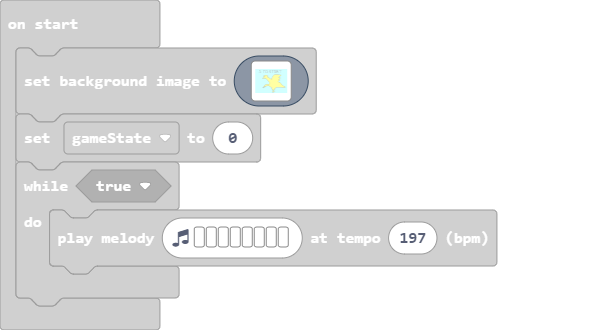 on start
set background image to
set gameState to 0
while true
do
play melody at tempo 197 (bpm)